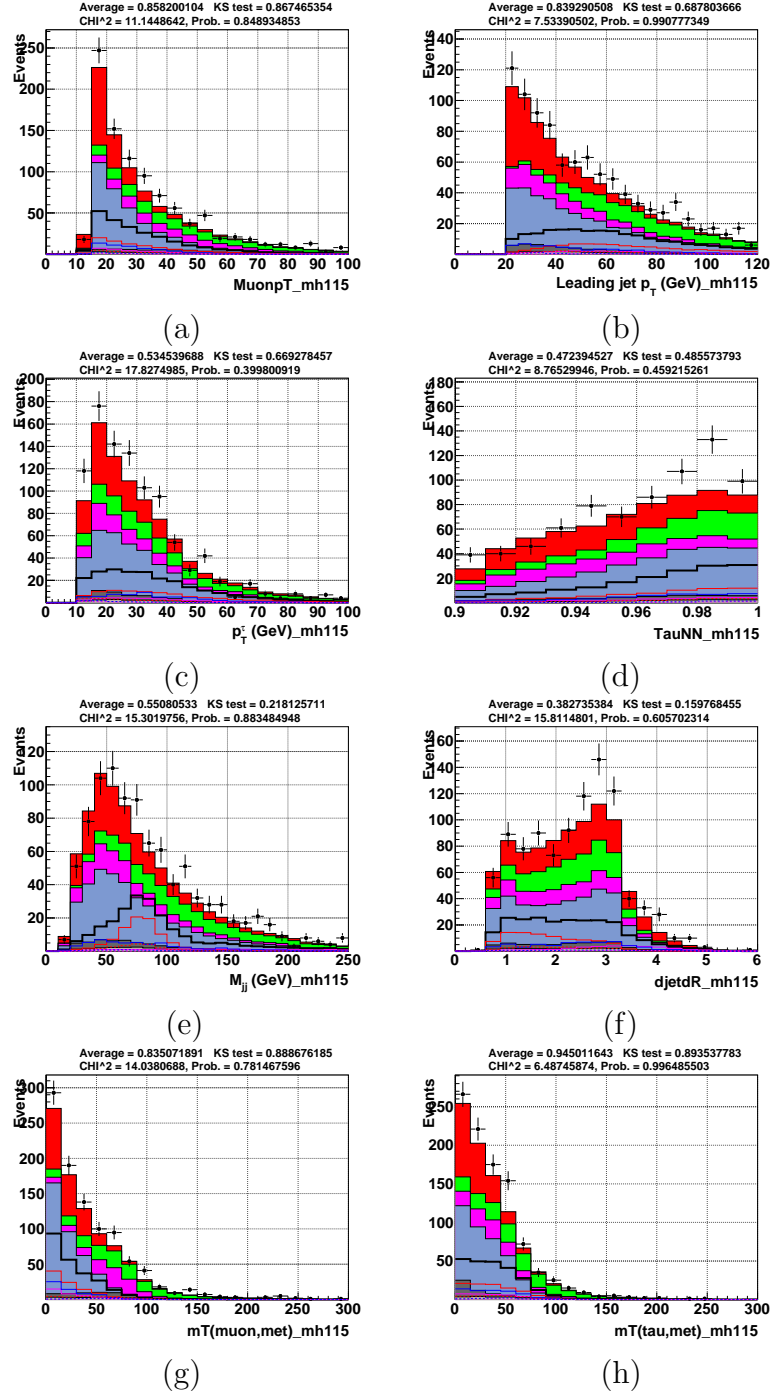 Average = 0.858200104 KS test = 0.867465354
CHI^2 = 11.1448642, Prob. = 0.848934853
Events
250
200
150
100
50
0 10 20 30 40 50 60 70 80 90 100
MuonpT_mh115
(a)
Average = 0.839290508 KS test = 0.687803666
CHI^2 = 7.53390502, Prob. = 0.990777349
Events
140
120
100
80
60
40
20
0 20 40 60 80 100 120
Leading jet p_T (GeV)_mh115
(b)
Average = 0.534539688 KS test = 0.669278457
CHI^2 = 17.8274985, Prob. = 0.399800919
Events
200
180
160
140
120
100
80
60
40
20
0 10 20 30 40 50 60 70 80 90 100
p_T^τ (GeV)_mh115
(c)
Average = 0.472394527 KS test = 0.485573793
CHI^2 = 8.76529946, Prob. = 0.459215261
Events
180
160
140
120
100
80
60
40
20
0.9 0.92 0.94 0.96 0.98 1
TauNN_mh115
(d)
Average = 0.55080533 KS test = 0.218125711
CHI^2 = 15.3019756, Prob. = 0.883484948
Events
120
100
80
60
40
20
0 50 100 150 200 250
M_jj (GeV)_mh115
(e)
Average = 0.382735384 KS test = 0.159768455
CHI^2 = 15.8114801, Prob. = 0.605702314
Events
160
140
120
100
80
60
40
20
0 1 2 3 4 5 6
djetdR_mh115
(f)
Average = 0.835071891 KS test = 0.888676185
CHI^2 = 14.0380688, Prob. = 0.781467596
Events
300
250
200
150
100
50
0 50 100 150 200 250 300
mT(muon,met)_mh115
(g)
Average = 0.945011643 KS test = 0.893537783
CHI^2 = 6.48745874, Prob. = 0.996485503
Events
250
200
150
100
50
0 50 100 150 200 250 300
mT(tau,met)_mh115
(h)